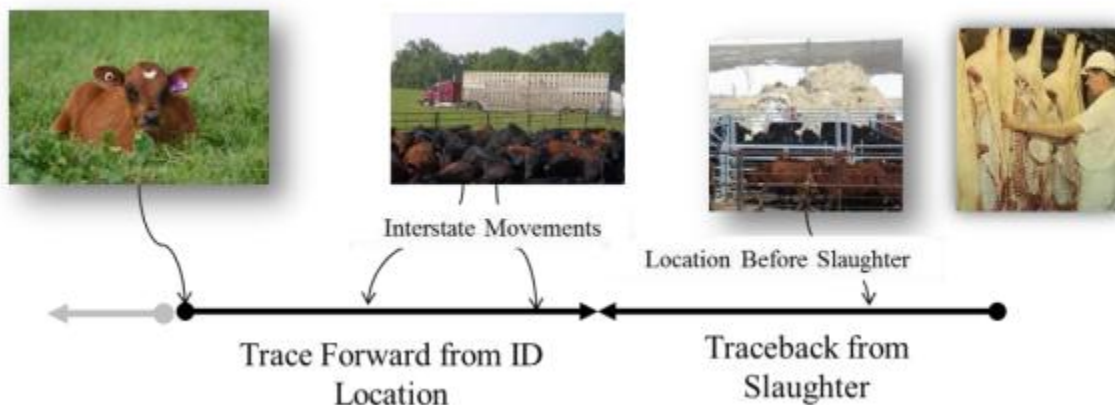 Interstate Movements
Location Before Slaughter
Trace Forward from ID
Location
Traceback from
Slaughter